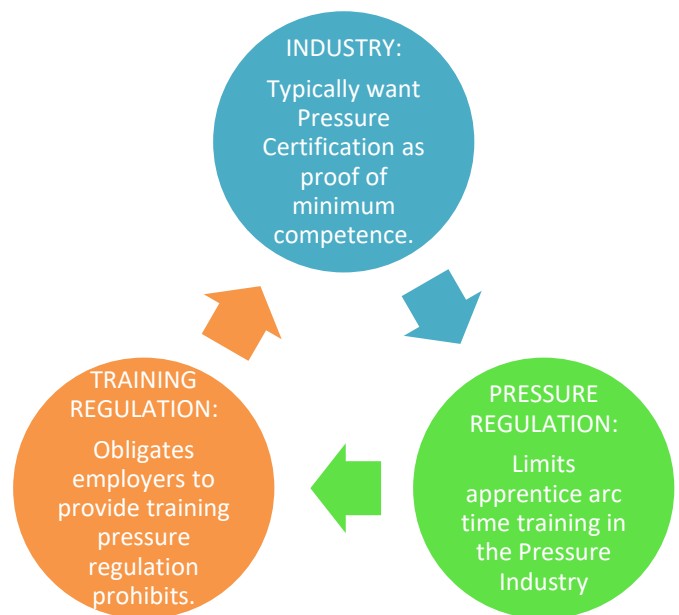 INDUSTRY:
Typically want
Pressure
Certification as
proof of
minimum
competence.
PRESSURE
REGULATION:
Limits
apprentice arc
time training in
the Pressure
Industry
TRAINING
REGULATION:
Obligates
employers to
provide training
pressure
regulation
prohibits.